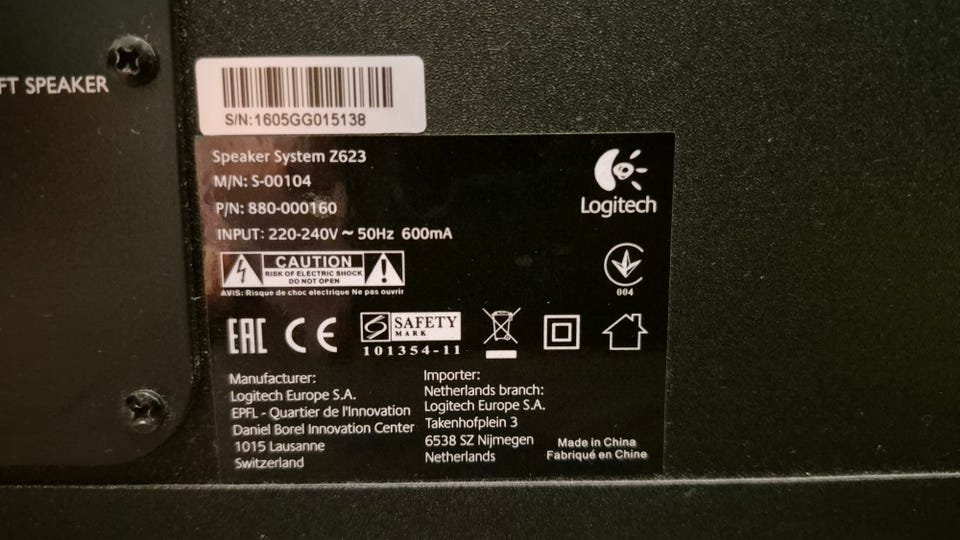 FT SPEAKER
S/N:1605GG015138
Speaker System Z623
M/N: S-00104
P/N: 880-000160
INPUT: 220-240V ~ 50Hz 600mA
Logitech
CAUTION
RISK OF ELECTRIC SHOCK
DO NOT OPEN
AVIS: Risque de choc electrique Ne pas ouvrir
004
EAC CE
SAFETY
MARK
101354-11
Manufacturer:
Logitech Europe S.A.
EPFL - Quartier de l'Innovation
Daniel Borel Innovation Center
1015 Lausanne
Switzerland
Importer:
Netherlands branch:
Logitech Europe S.A.
Takenhofplein 3
6538 SZ Nijmegen
Netherlands
Made in China
Fabriqué en Chine